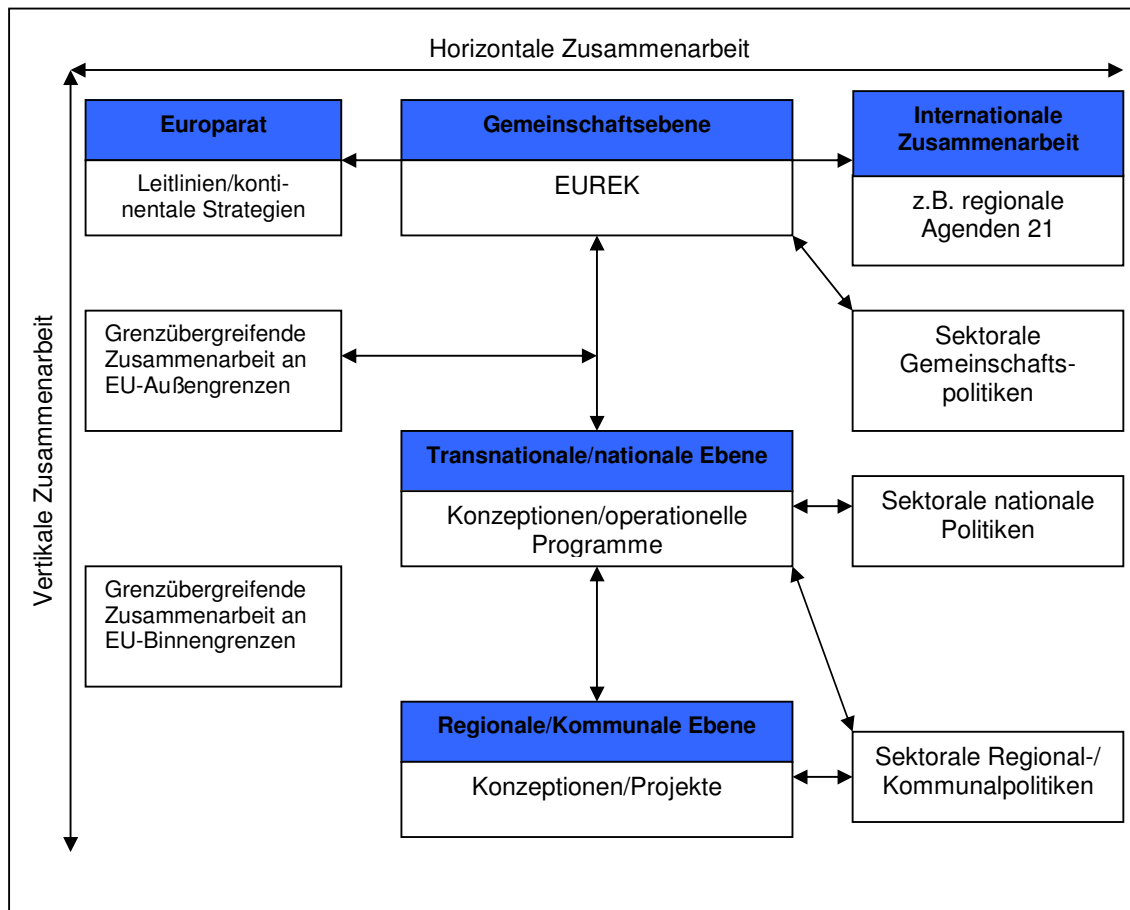 Horizontale Zusammenarbeit
Vertikale Zusammenarbeit
Europarat
Leitlinien/konti-
nentale Strategien
Gemeinschaftsebene
EUREK
Internationale
Zusammenarbeit
z.B. regionale
Agenden 21
Grenzübergreifende
Zusammenarbeit an
EU-Außengrenzen
Sektorale
Gemeinschafts-
politiken
Transnationale/nationale Ebene
Konzeptionen/operationelle
Programme
Sektorale nationale
Politiken
Grenzübergreifende
Zusammenarbeit an
EU-Binnengrenzen
Regionale/Kommunale Ebene
Konzeptionen/Projekte
Sektorale Regional-/
Kommunalpolitiken